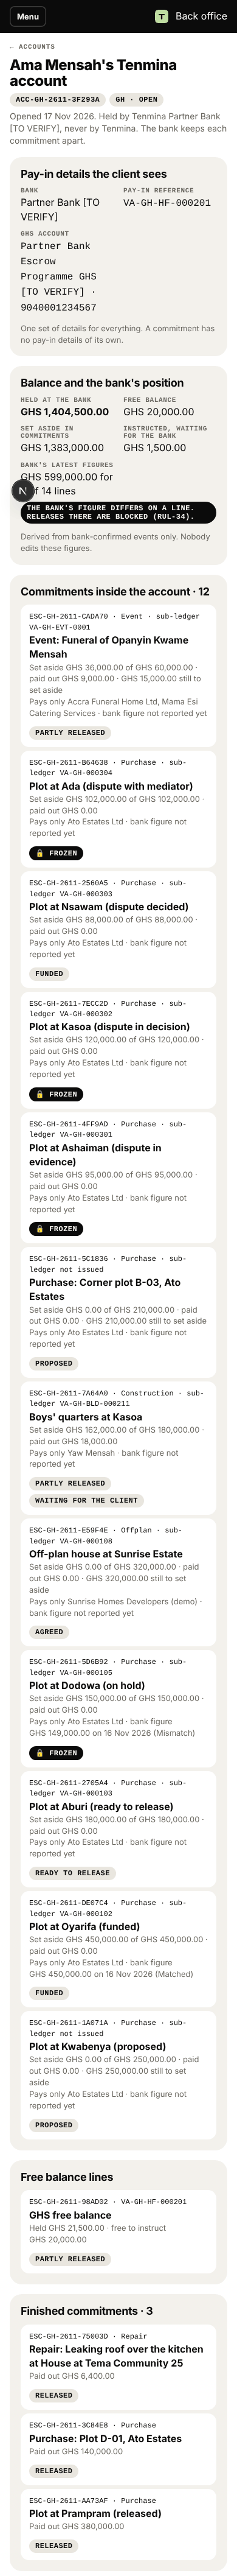 Menu
T Back office
← ACCOUNTS
Ama Mensah's Tenmina
account
ACC-GH-2611-3F293A
GH · OPEN
Opened 17 Nov 2026. Held by Tenmina Partner Bank
[TO VERIFY], never by Tenmina. The bank keeps each
commitment apart.
Pay-in details the client sees
BANK
Partner Bank [TO
VERIFY]
PAY-IN REFERENCE
VA-GH-HF-000201
GHS ACCOUNT
Partner Bank
Escrow
Programme GHS
[TO VERIFY] ·
9040001234567
One set of details for everything. A commitment has
no pay-in details of its own.
Balance and the bank's position
HELD AT THE BANK
GHS 1,404,500.00
FREE BALANCE
GHS 20,000.00
SET ASIDE IN
COMMITMENTS
GHS 1,383,000.00
INSTRUCTED, WAITING
FOR THE BANK
GHS 1,500.00
BANK'S LATEST FIGURES
GHS 599,000.00 for
of 14 lines
N
THE BANK'S FIGURE DIFFERS ON A LINE.
RELEASES THERE ARE BLOCKED (RUL-34).
Derived from bank-confirmed events only. Nobody
edits these figures.
Commitments inside the account · 12
ESC-GH-2611-CADA70 · Event · sub-ledger
VA-GH-EVT-0001
Event: Funeral of Opanyin Kwame
Mensah
Set aside GHS 36,000.00 of GHS 60,000.00 ·
paid out GHS 9,000.00 · GHS 15,000.00 still to
set aside
Pays only Accra Funeral Home Ltd, Mama Esi
Catering Services · bank figure not reported yet
PARTLY RELEASED
ESC-GH-2611-B64638 · Purchase · sub-
ledger VA-GH-000304
Plot at Ada (dispute with mediator)
Set aside GHS 102,000.00 of GHS 102,000.00 ·
paid out GHS 0.00
Pays only Ato Estates Ltd · bank figure not
reported yet
🔒 FROZEN
ESC-GH-2611-2560A5 · Purchase · sub-
ledger VA-GH-000303
Plot at Nsawam (dispute decided)
Set aside GHS 88,000.00 of GHS 88,000.00 ·
paid out GHS 0.00
Pays only Ato Estates Ltd · bank figure not
reported yet
FUNDED
ESC-GH-2611-7ECC2D · Purchase · sub-
ledger VA-GH-000302
Plot at Kasoa (dispute in decision)
Set aside GHS 120,000.00 of GHS 120,000.00 ·
paid out GHS 0.00
Pays only Ato Estates Ltd · bank figure not
reported yet
🔒 FROZEN
ESC-GH-2611-4FF9AD · Purchase · sub-
ledger VA-GH-000301
Plot at Ashaiman (dispute in
evidence)
Set aside GHS 95,000.00 of GHS 95,000.00 ·
paid out GHS 0.00
Pays only Ato Estates Ltd · bank figure not
reported yet
🔒 FROZEN
ESC-GH-2611-5C1836 · Purchase · sub-
ledger not issued
Purchase: Corner plot B-03, Ato
Estates
Set aside GHS 0.00 of GHS 210,000.00 · paid
out GHS 0.00 · GHS 210,000.00 still to set aside
Pays only Ato Estates Ltd · bank figure not
reported yet
PROPOSED
ESC-GH-2611-7A64A0 · Construction · sub-
ledger VA-GH-BLD-000211
Boys' quarters at Kasoa
Set aside GHS 162,000.00 of GHS 180,000.00 ·
paid out GHS 18,000.00
Pays only Yaw Mensah · bank figure not
reported yet
PARTLY RELEASED
WAITING FOR THE CLIENT
ESC-GH-2611-E59F4E · Offplan · sub-
ledger VA-GH-000108
Off-plan house at Sunrise Estate
Set aside GHS 0.00 of GHS 320,000.00 · paid
out GHS 0.00 · GHS 320,000.00 still to set
aside
Pays only Sunrise Homes Developers (demo) ·
bank figure not reported yet
AGREED
ESC-GH-2611-5D6B92 · Purchase · sub-
ledger VA-GH-000105
Plot at Dodowa (on hold)
Set aside GHS 150,000.00 of GHS 150,000.00 ·
paid out GHS 0.00
Pays only Ato Estates Ltd · bank figure
GHS 149,000.00 on 16 Nov 2026 (Mismatch)
🔒 FROZEN
ESC-GH-2611-2705A4 · Purchase · sub-
ledger VA-GH-000103
Plot at Aburi (ready to release)
Set aside GHS 180,000.00 of GHS 180,000.00 ·
paid out GHS 0.00
Pays only Ato Estates Ltd · bank figure not
reported yet
READY TO RELEASE
ESC-GH-2611-DE07C4 · Purchase · sub-
ledger VA-GH-000102
Plot at Oyarifa (funded)
Set aside GHS 450,000.00 of GHS 450,000.00 ·
paid out GHS 0.00
Pays only Ato Estates Ltd · bank figure
GHS 450,000.00 on 16 Nov 2026 (Matched)
FUNDED
ESC-GH-2611-1A071A · Purchase · sub-
ledger not issued
Plot at Kwabenya (proposed)
Set aside GHS 0.00 of GHS 250,000.00 · paid
out GHS 0.00 · GHS 250,000.00 still to set
aside
Pays only Ato Estates Ltd · bank figure not
reported yet
PROPOSED
Free balance lines
ESC-GH-2611-98AD02 · VA-GH-HF-000201
GHS free balance
Held GHS 21,500.00 · free to instruct
GHS 20,000.00
PARTLY RELEASED
Finished commitments · 3
ESC-GH-2611-75003D · Repair
Repair: Leaking roof over the kitchen
at House at Tema Community 25
Paid out GHS 6,400.00
RELEASED
ESC-GH-2611-3C84E8 · Purchase
Purchase: Plot D-01, Ato Estates
Paid out GHS 140,000.00
RELEASED
ESC-GH-2611-AA73AF · Purchase
Plot at Prampram (released)
Paid out GHS 380,000.00
RELEASED